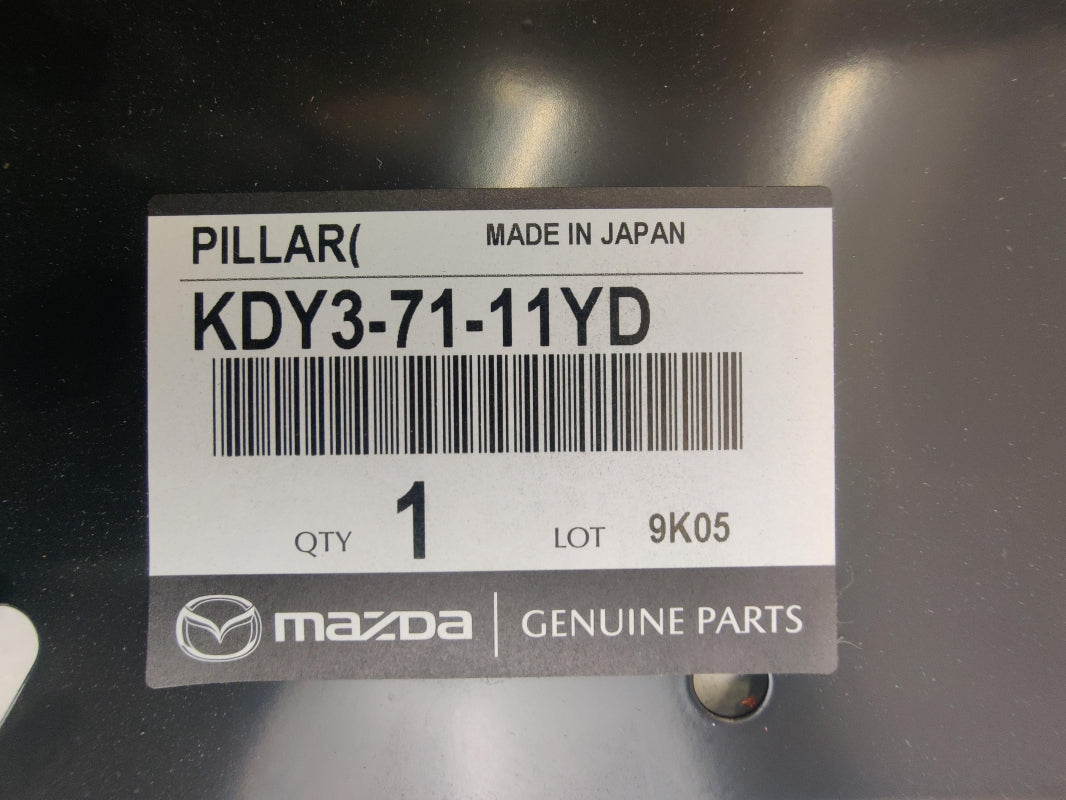 PILLAR( MADE IN JAPAN
KDY3-71-11YD
QTY 1 LOT 9K05
mazda GENUINE PARTS